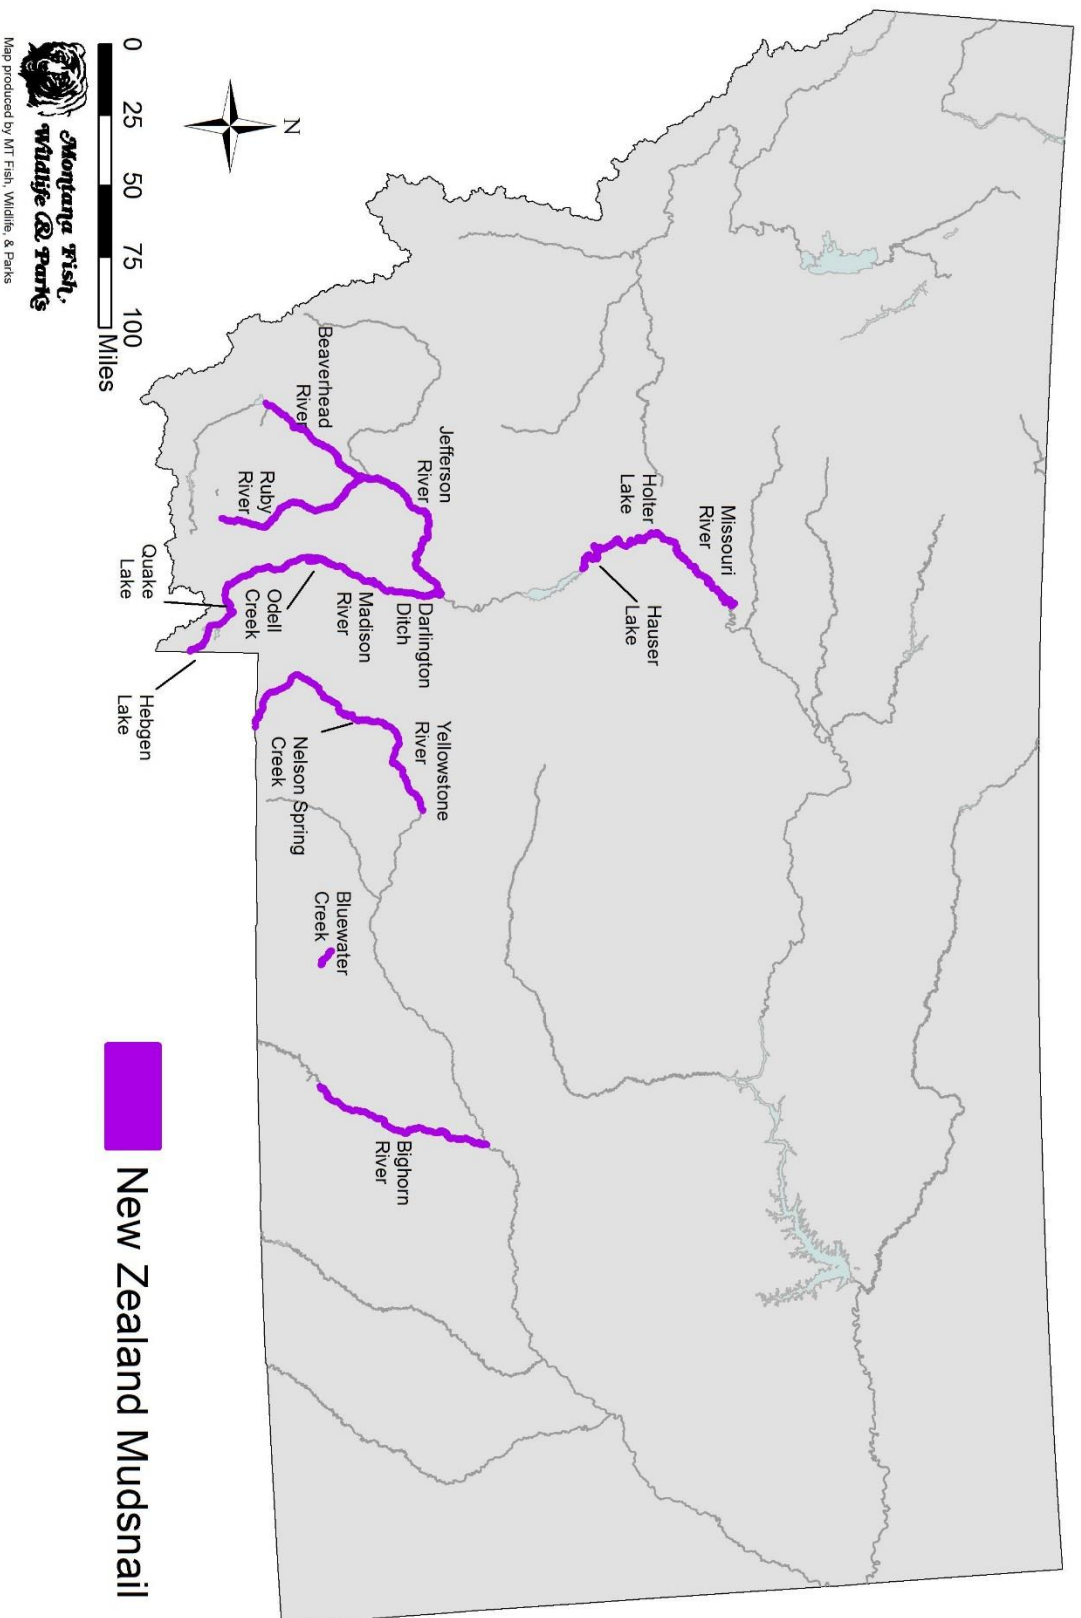 Missouri
River
Holter
Lake
Hauser
Lake
Jefferson
River
Beaverhead
River
Ruby
River
Darlington
Ditch
Madison
River
Odell
Creek
Quake
Lake
Hebgen
Lake
Yellowstone
River
Nelson Spring
Creek
Bluewater
Creek
Bighorn
River
N
0 25 50 75 100
Miles
Montana Fish,
Wildlife & Parks
Map produced by MT Fish, Wildlife, & Parks
New Zealand Mudsnail